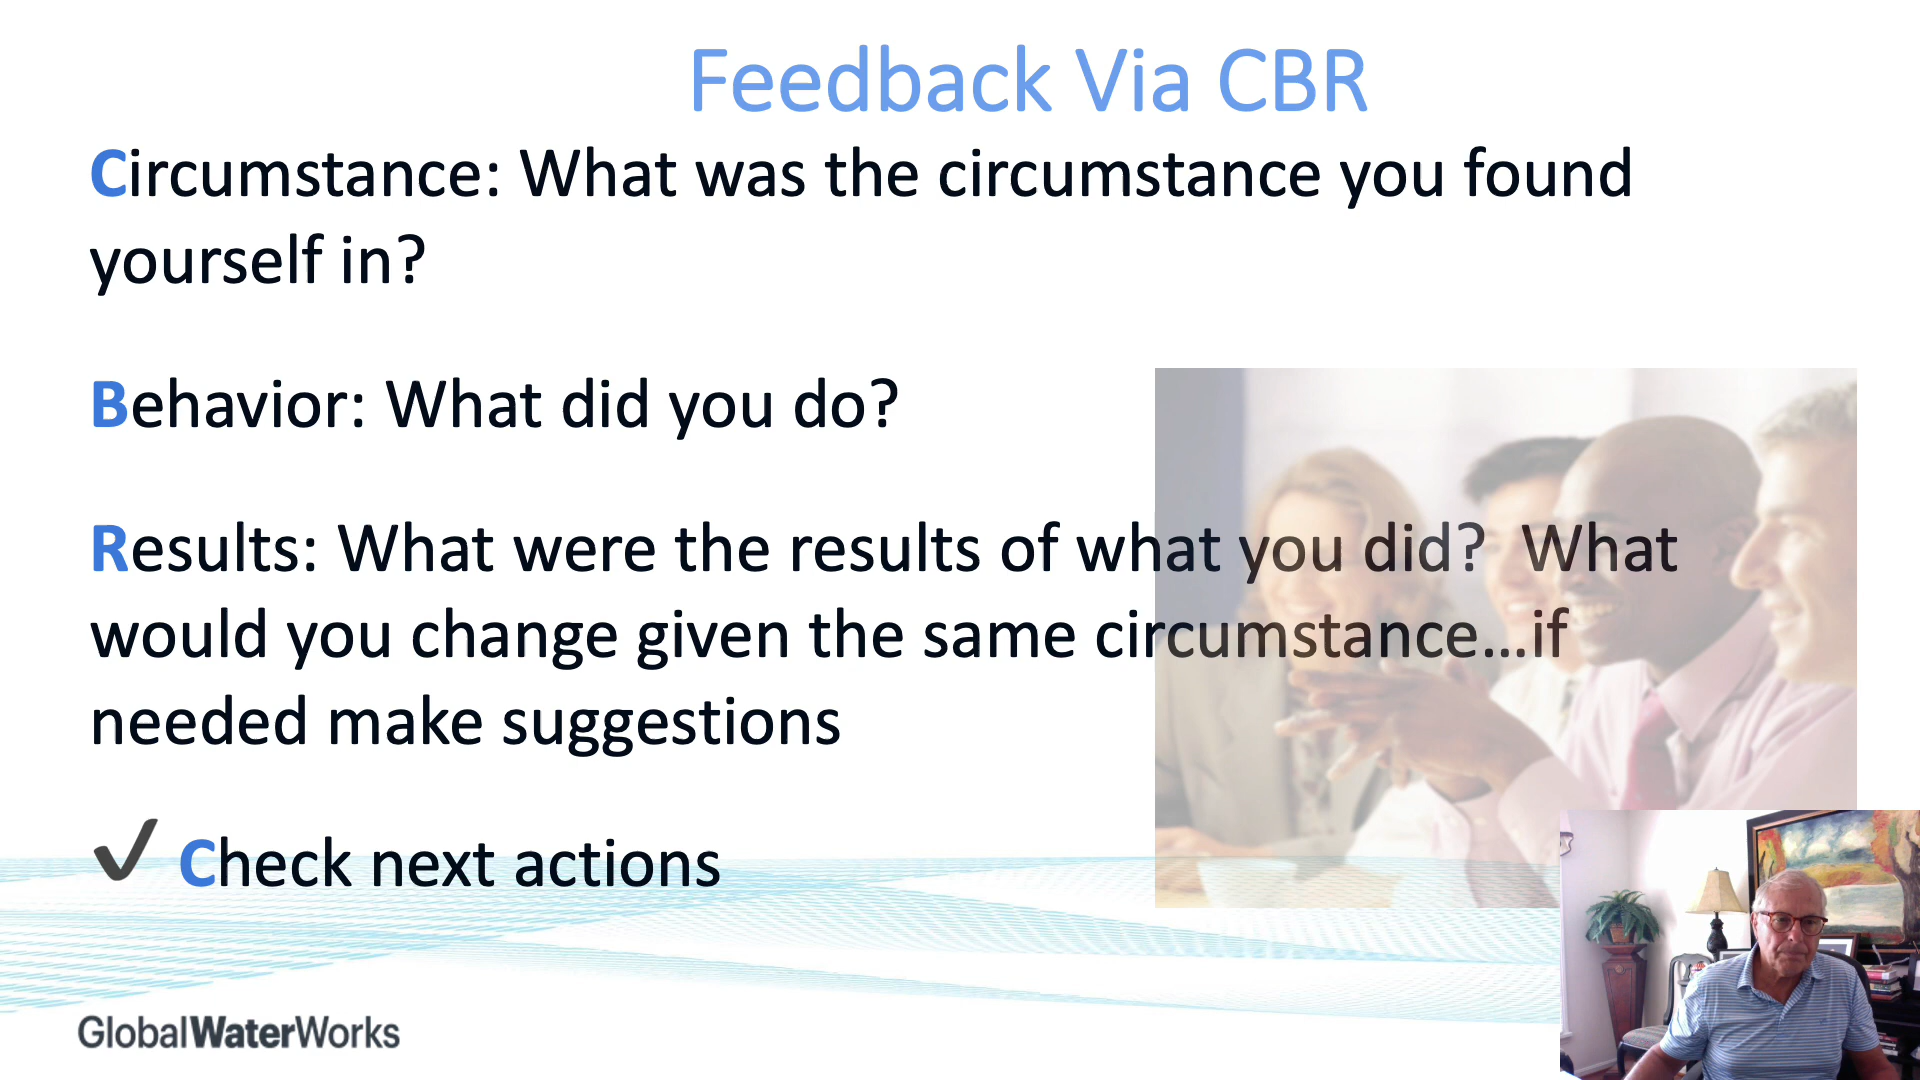 Feedback Via CBR
Circumstance: What was the circumstance you found
yourself in?
Behavior: What did you do?
Results: What were the results of what you did?  What
would you change given the same circumstance...if
needed make suggestions
✓ Check next actions
GlobalWaterWorks